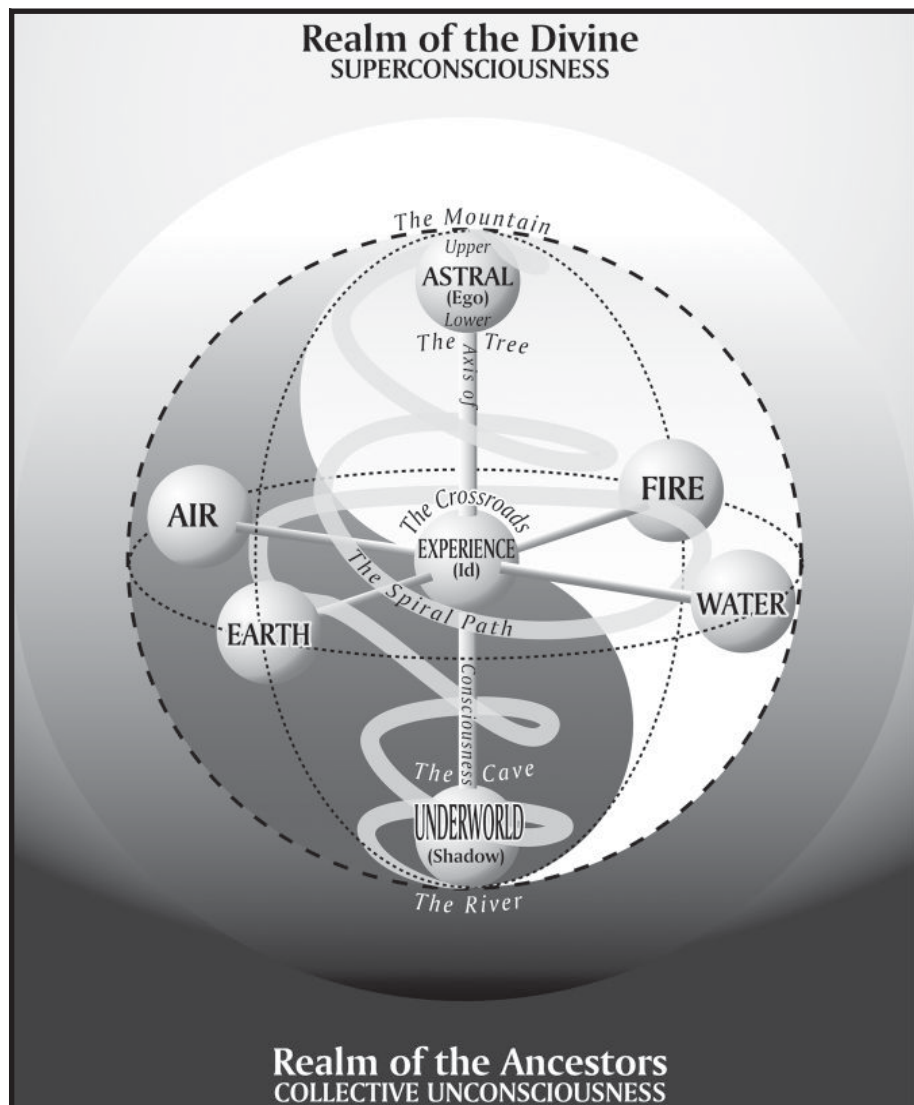 Realm of the Divine
SUPERCONSCIOUSNESS
The Mountain
Upper
ASTRAL
(Ego)
Lower
The Tree
Axis of
FIRE
AIR
The Crossroads
EXPERIENCE
(Id)
The Spiral Path
WATER
EARTH
Consciousness
The Cave
UNDERWORLD
(Shadow)
The River
Realm of the Ancestors
COLLECTIVE UNCONSCIOUSNESS